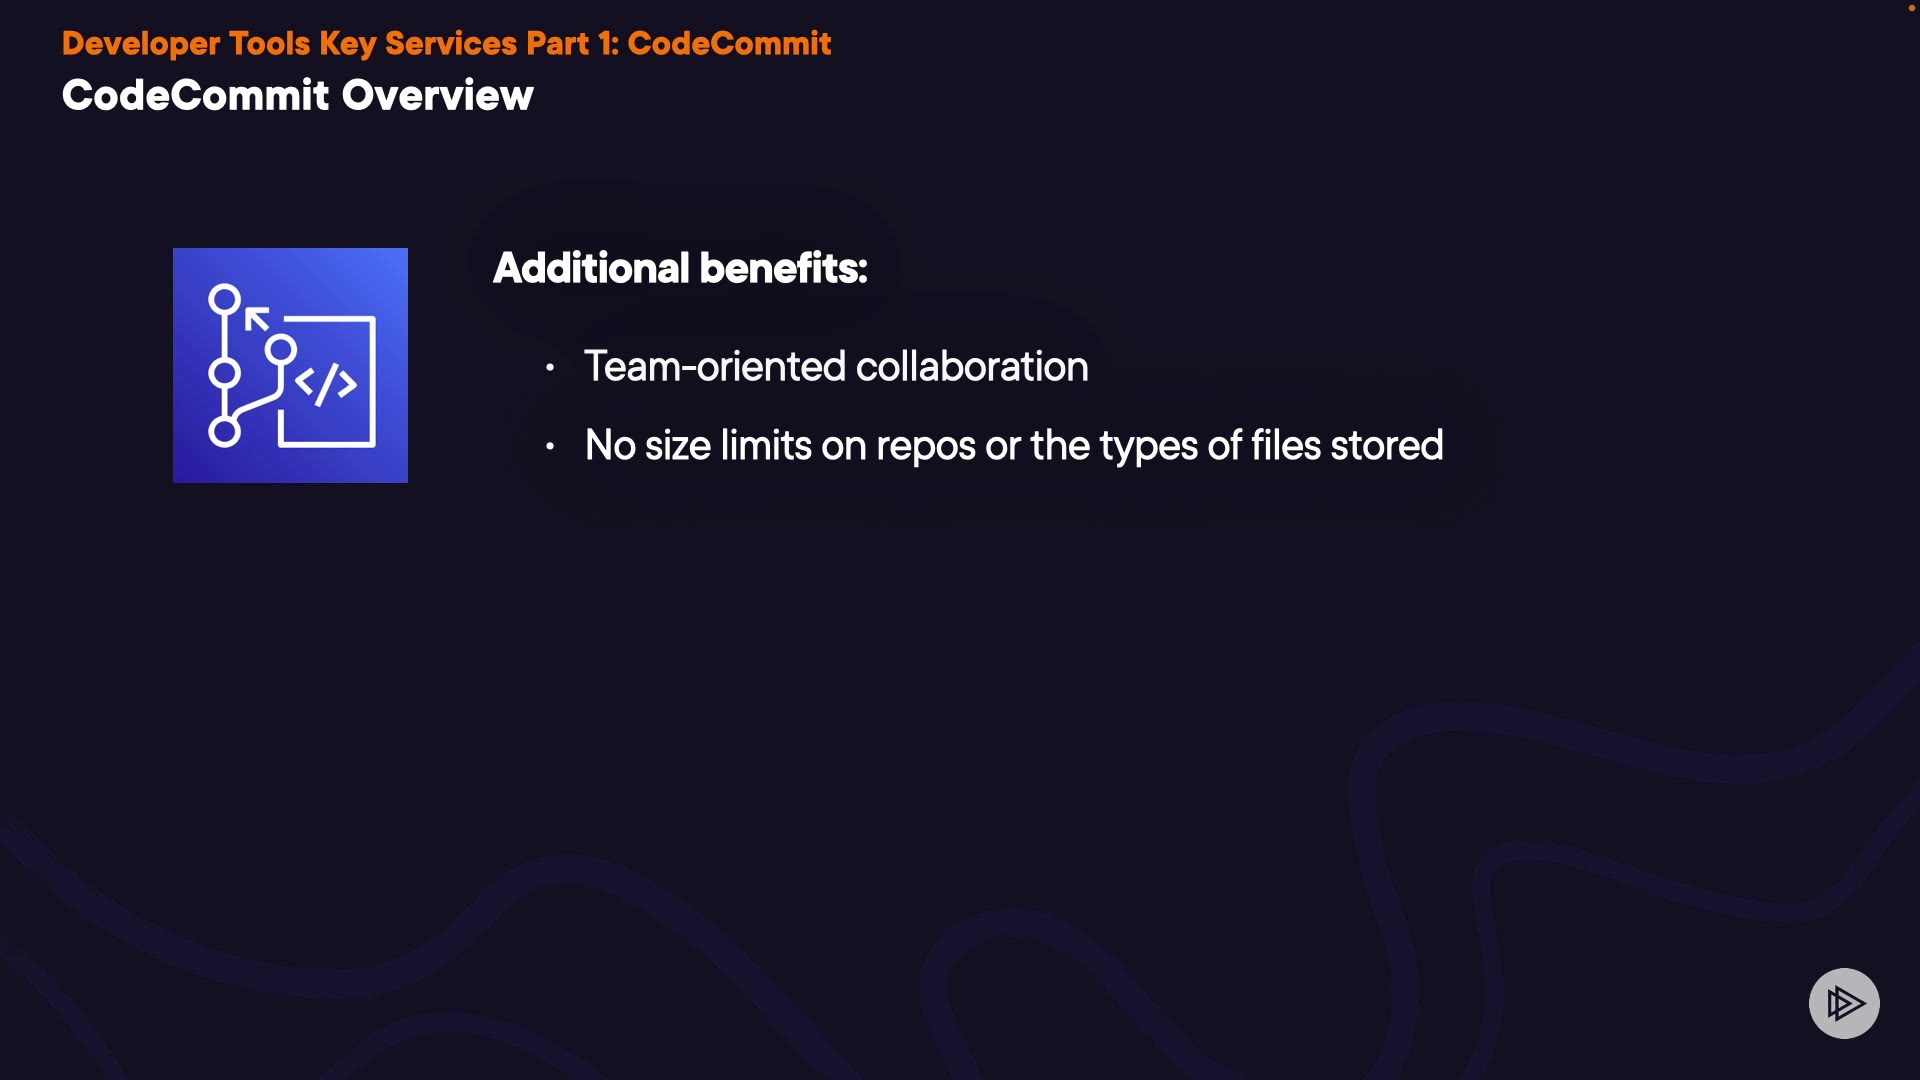 Developer Tools Key Services Part 1: CodeCommit
CodeCommit Overview
Additional benefits:
• Team-oriented collaboration
• No size limits on repos or the types of files stored